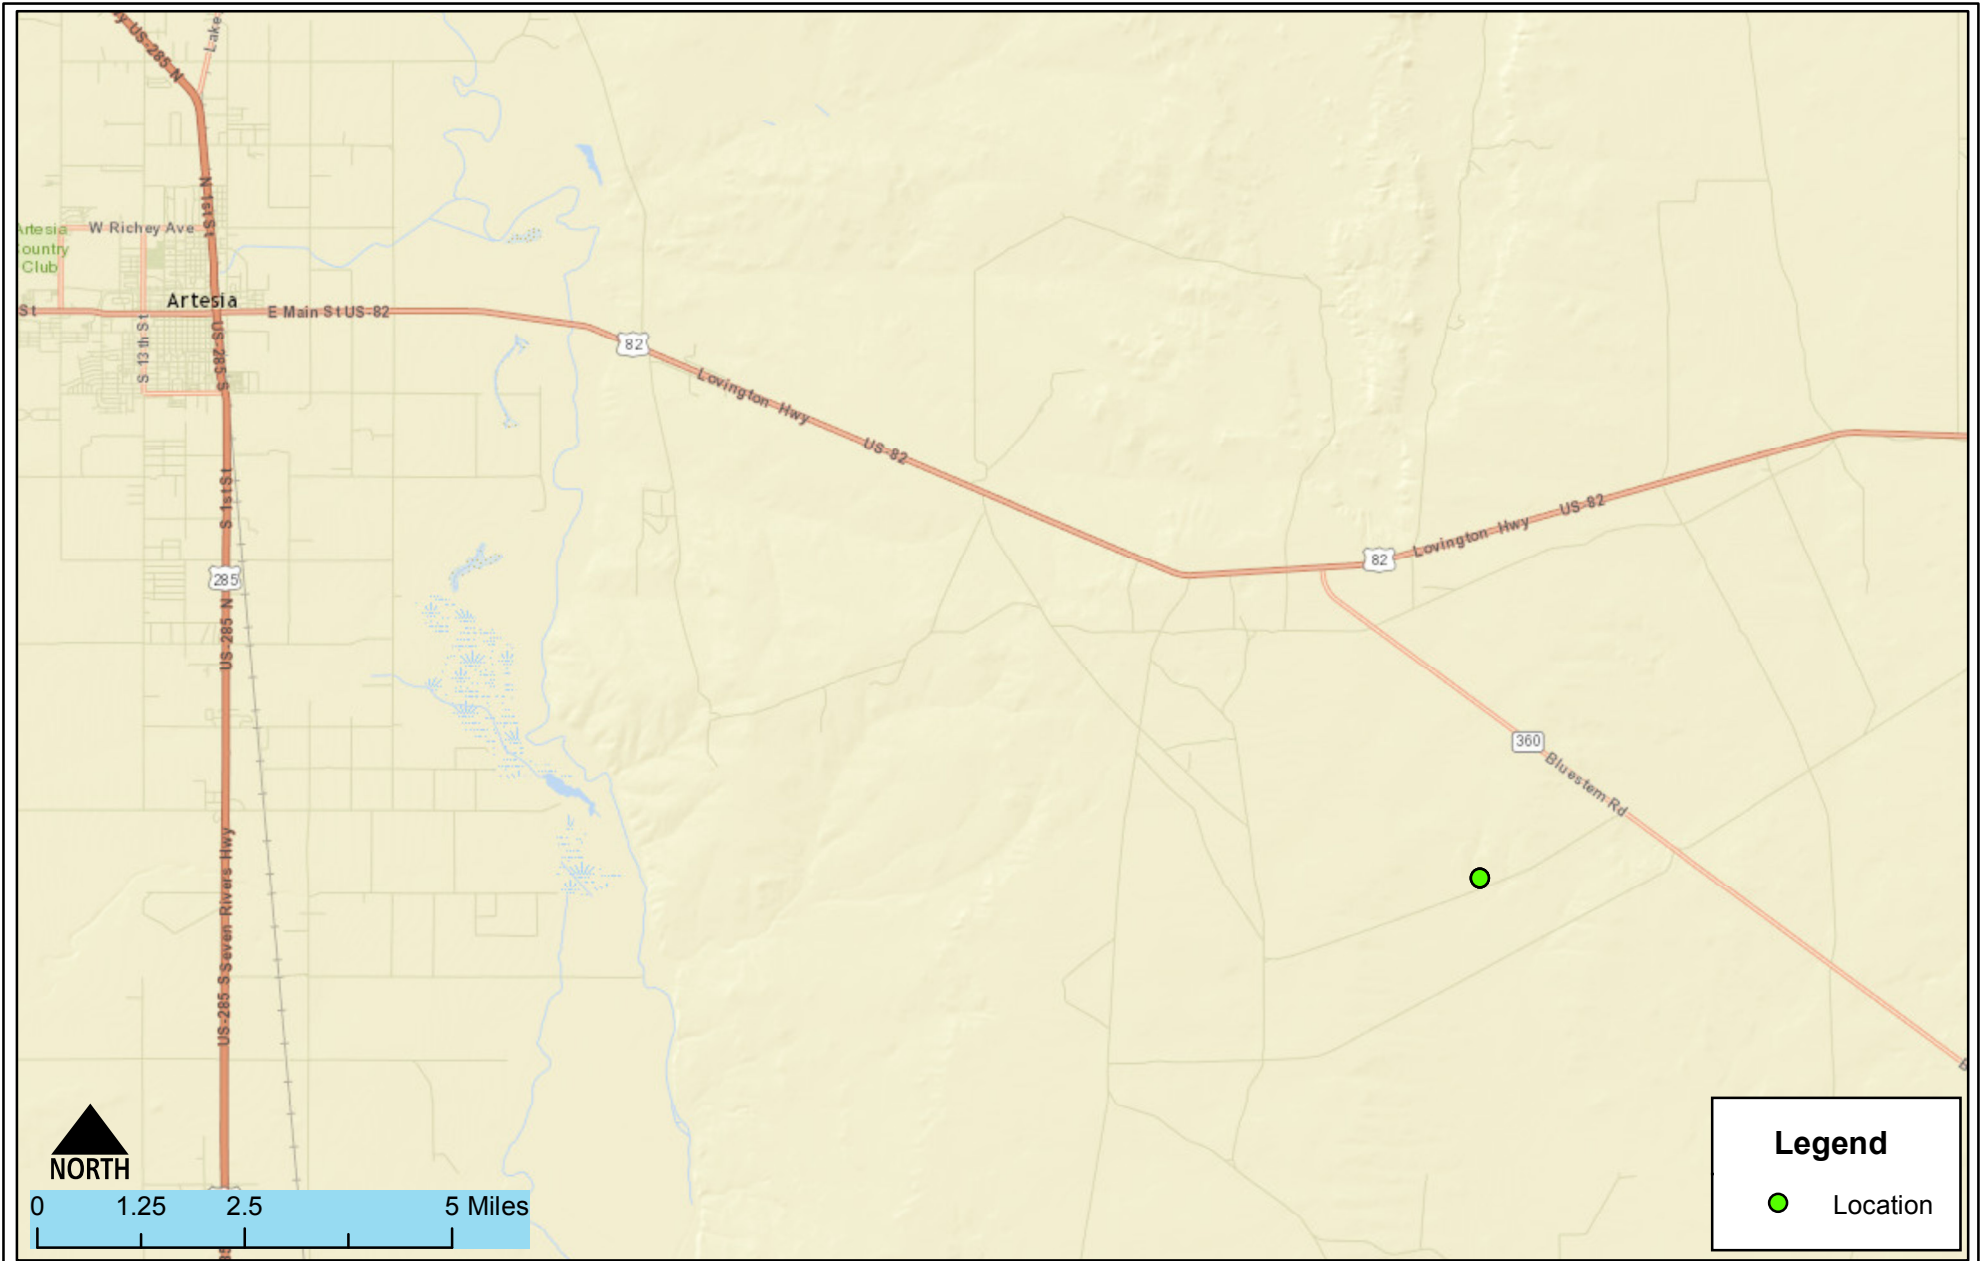 US-285 N
Lake
N 1st St
W Richey Ave
Artesia
Country
Club
Artesia
St
E Main St US-82
S 13th St
US 285 S
82
Lovington Hwy
US-82
S 1st St
82
Lovington Hwy
US-82
285
US-285 N
360
Bluestem Rd
US-285 S Seven Rivers Hwy
NORTH
0 1.25 2.5 5 Miles
Legend
Location